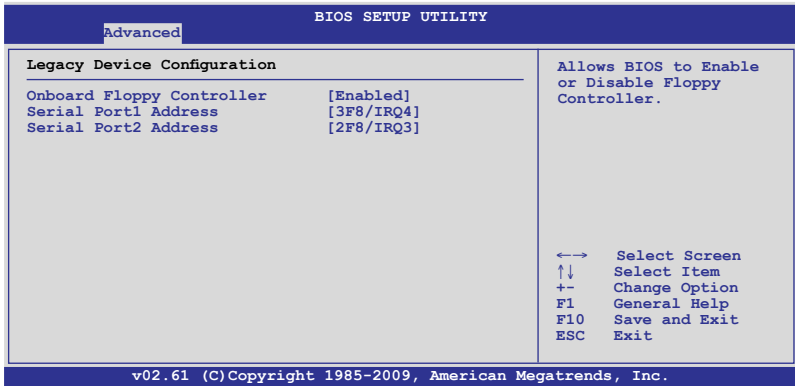 BIOS SETUP UTILITY
Advanced
Legacy Device Configuration
Onboard Floppy Controller [Enabled]
Serial Port1 Address [3F8/IRQ4]
Serial Port2 Address [2F8/IRQ3]
Allows BIOS to Enable
or Disable Floppy
Controller.
←→ Select Screen
↑↓ Select Item
+- Change Option
F1 General Help
F10 Save and Exit
ESC Exit
v02.61 (C)Copyright 1985-2009, American Megatrends, Inc.